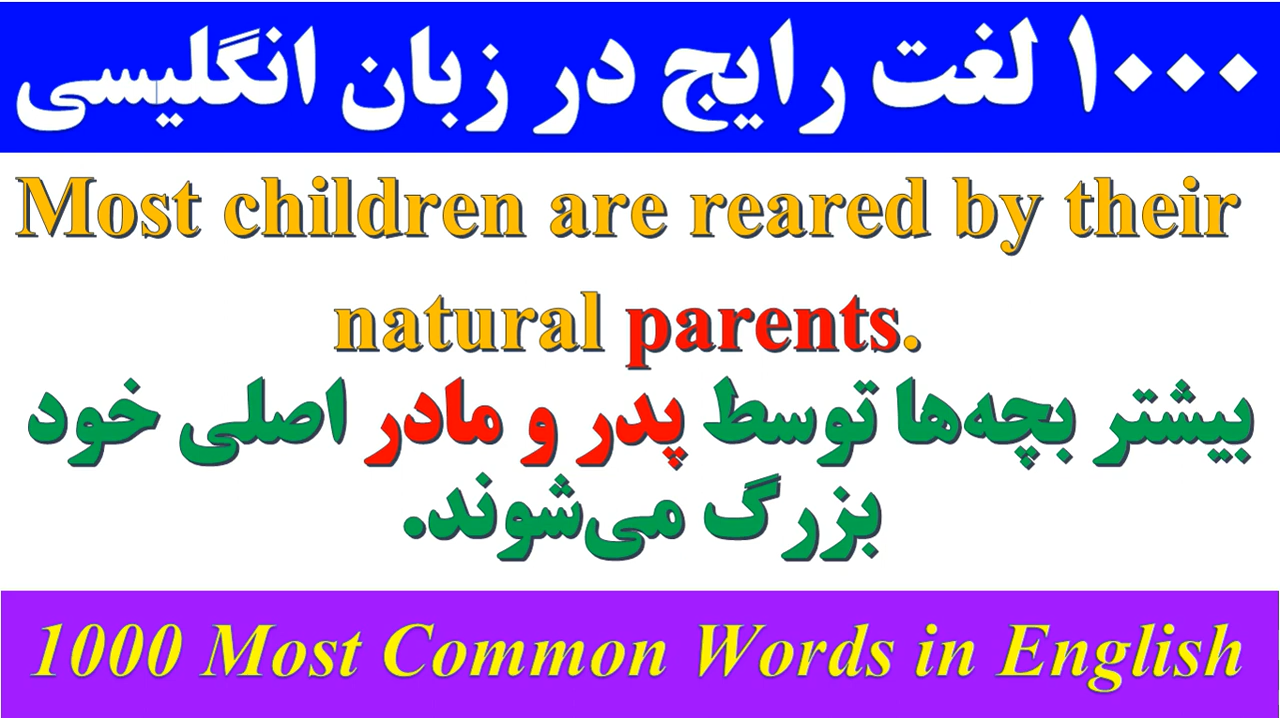 ۱۰۰۰ لغت رایج در زبان انگلیسی
Most children are reared by their
natural parents.
بیشتر بچه‌ها توسط پدر و مادر اصلی خود
بزرگ می‌شوند.
1000 Most Common Words in English